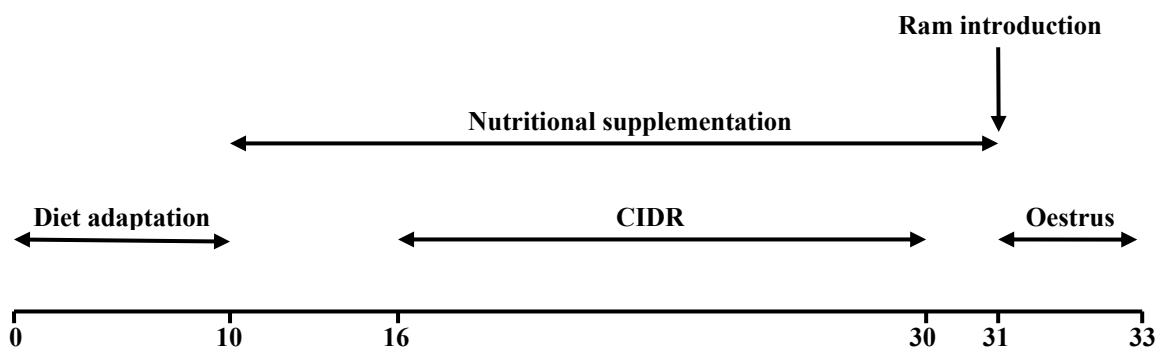 Ram introduction
Nutritional supplementation
Diet adaptation CIDR Oestrus
0 10 16 30 31 33